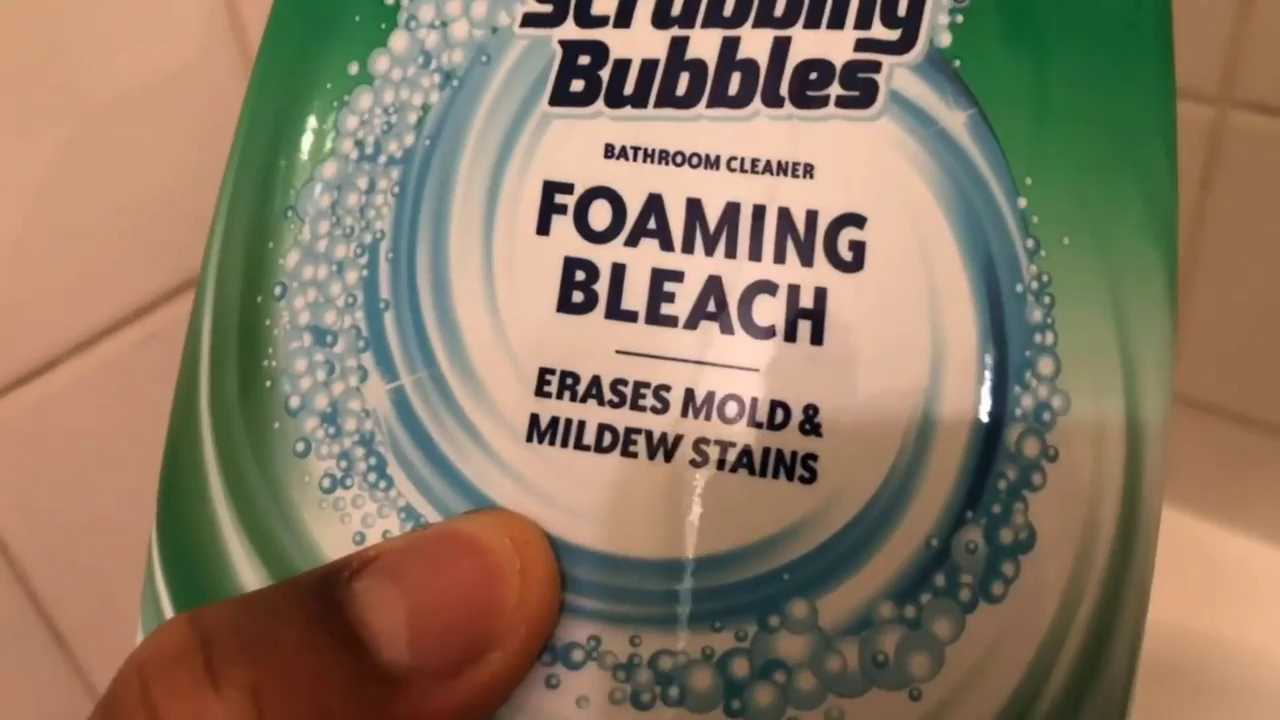 Scrubbing
Bubbles
BATHROOM CLEANER
FOAMING
BLEACH
ERASES MOLD &
MILDEW STAINS